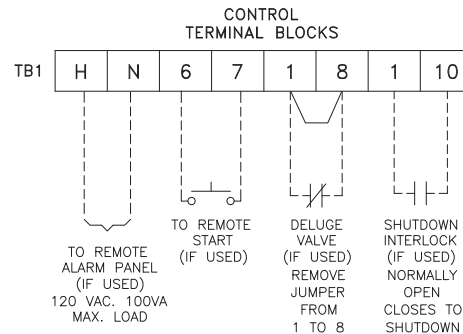 CONTROL
TERMINAL BLOCKS
TB1 H N 6 7 1 8 1 10
TO REMOTE
ALARM PANEL
(IF USED)
120 VAC. 100VA
MAX. LOAD
TO REMOTE
START
(IF USED)
DELUGE
VALVE
(IF USED)
REMOVE
JUMPER
FROM
1 TO 8
SHUTDOWN
INTERLOCK
(IF USED)
NORMALLY
OPEN
CLOSES TO
SHUTDOWN